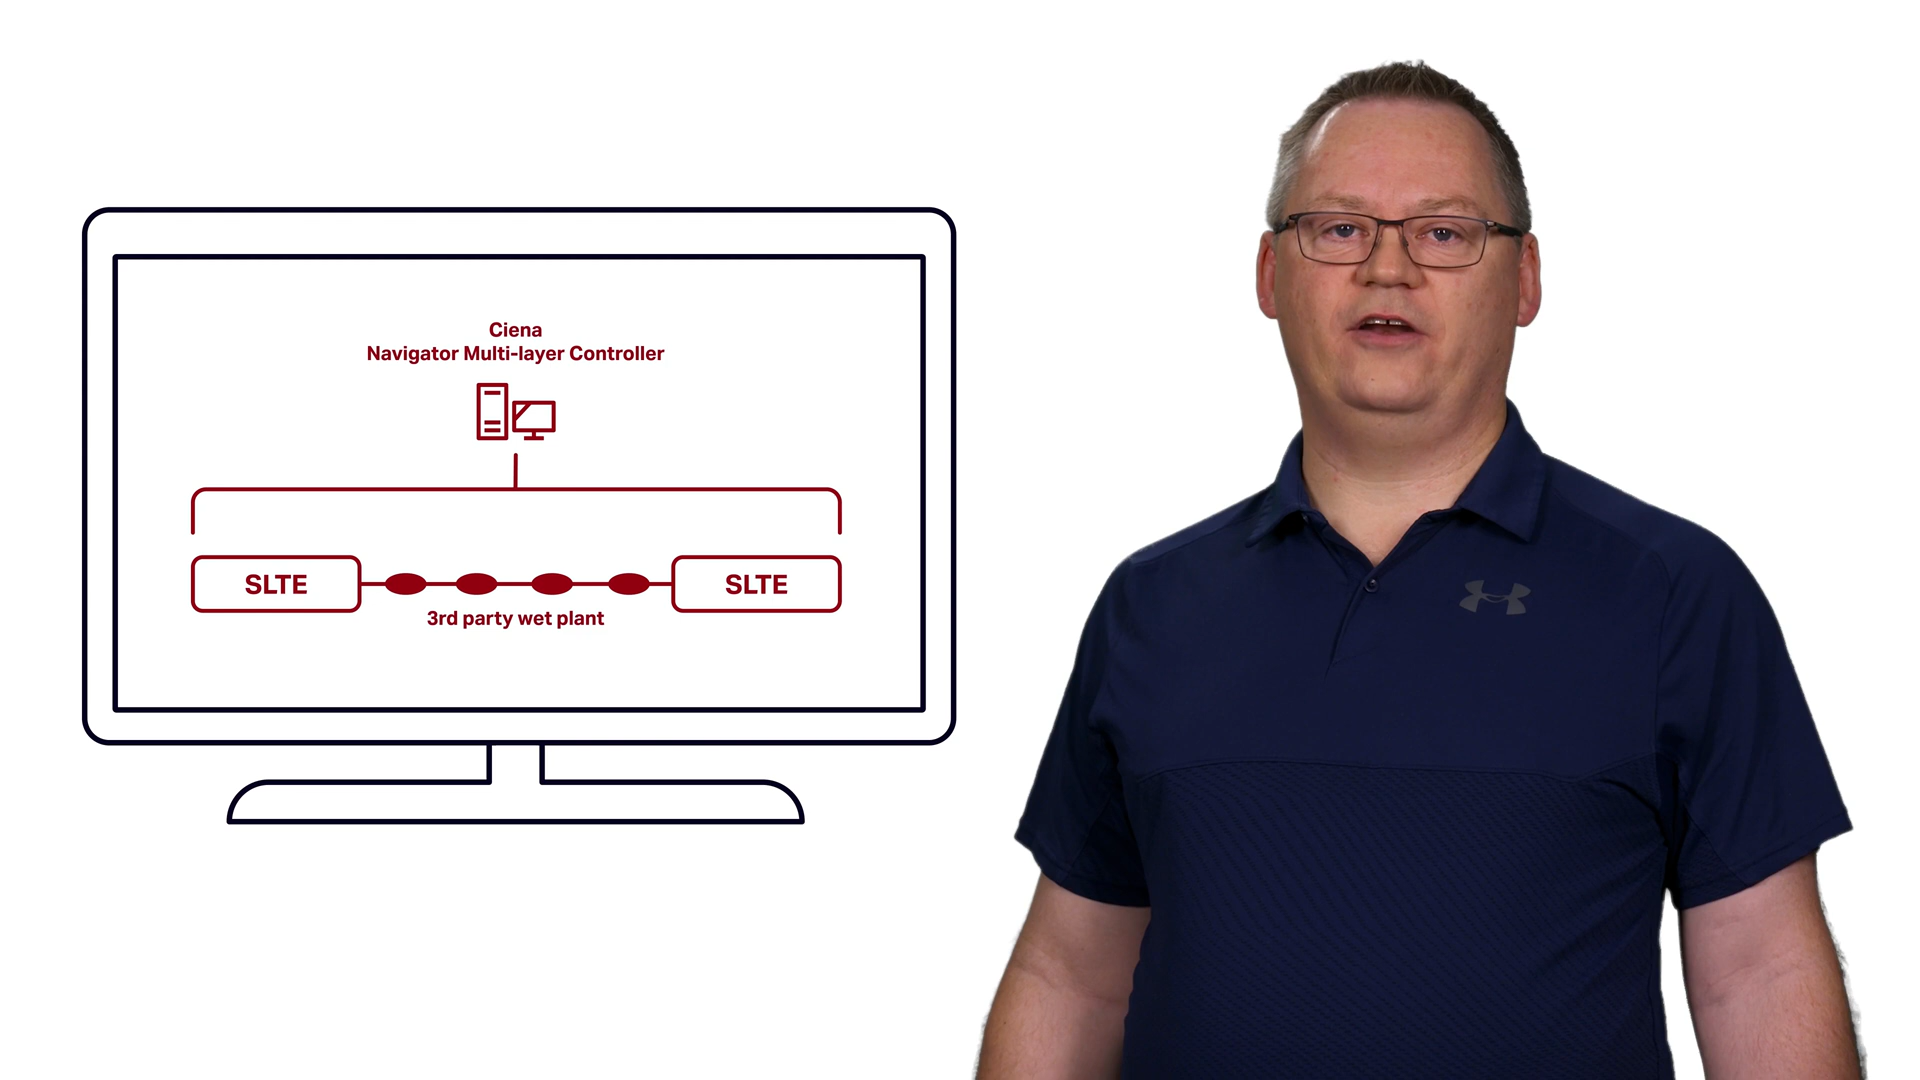 Ciena
Navigator Multi-layer Controller
SLTE
SLTE
3rd party wet plant